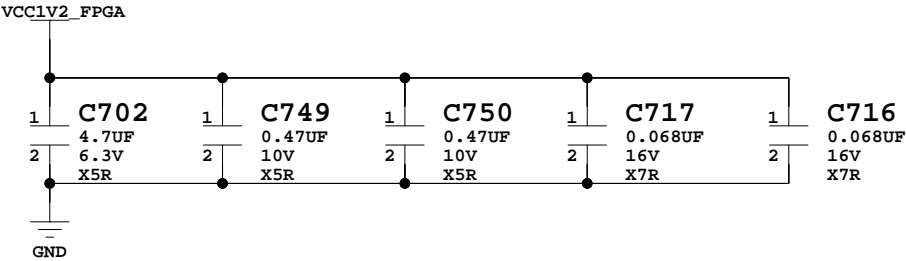 VCC1V2_FPGA
1
2
C702
4.7UF
6.3V
X5R
1
2
C749
0.47UF
10V
X5R
1
2
C750
0.47UF
10V
X5R
1
2
C717
0.068UF
16V
X7R
1
2
C716
0.068UF
16V
X7R
GND